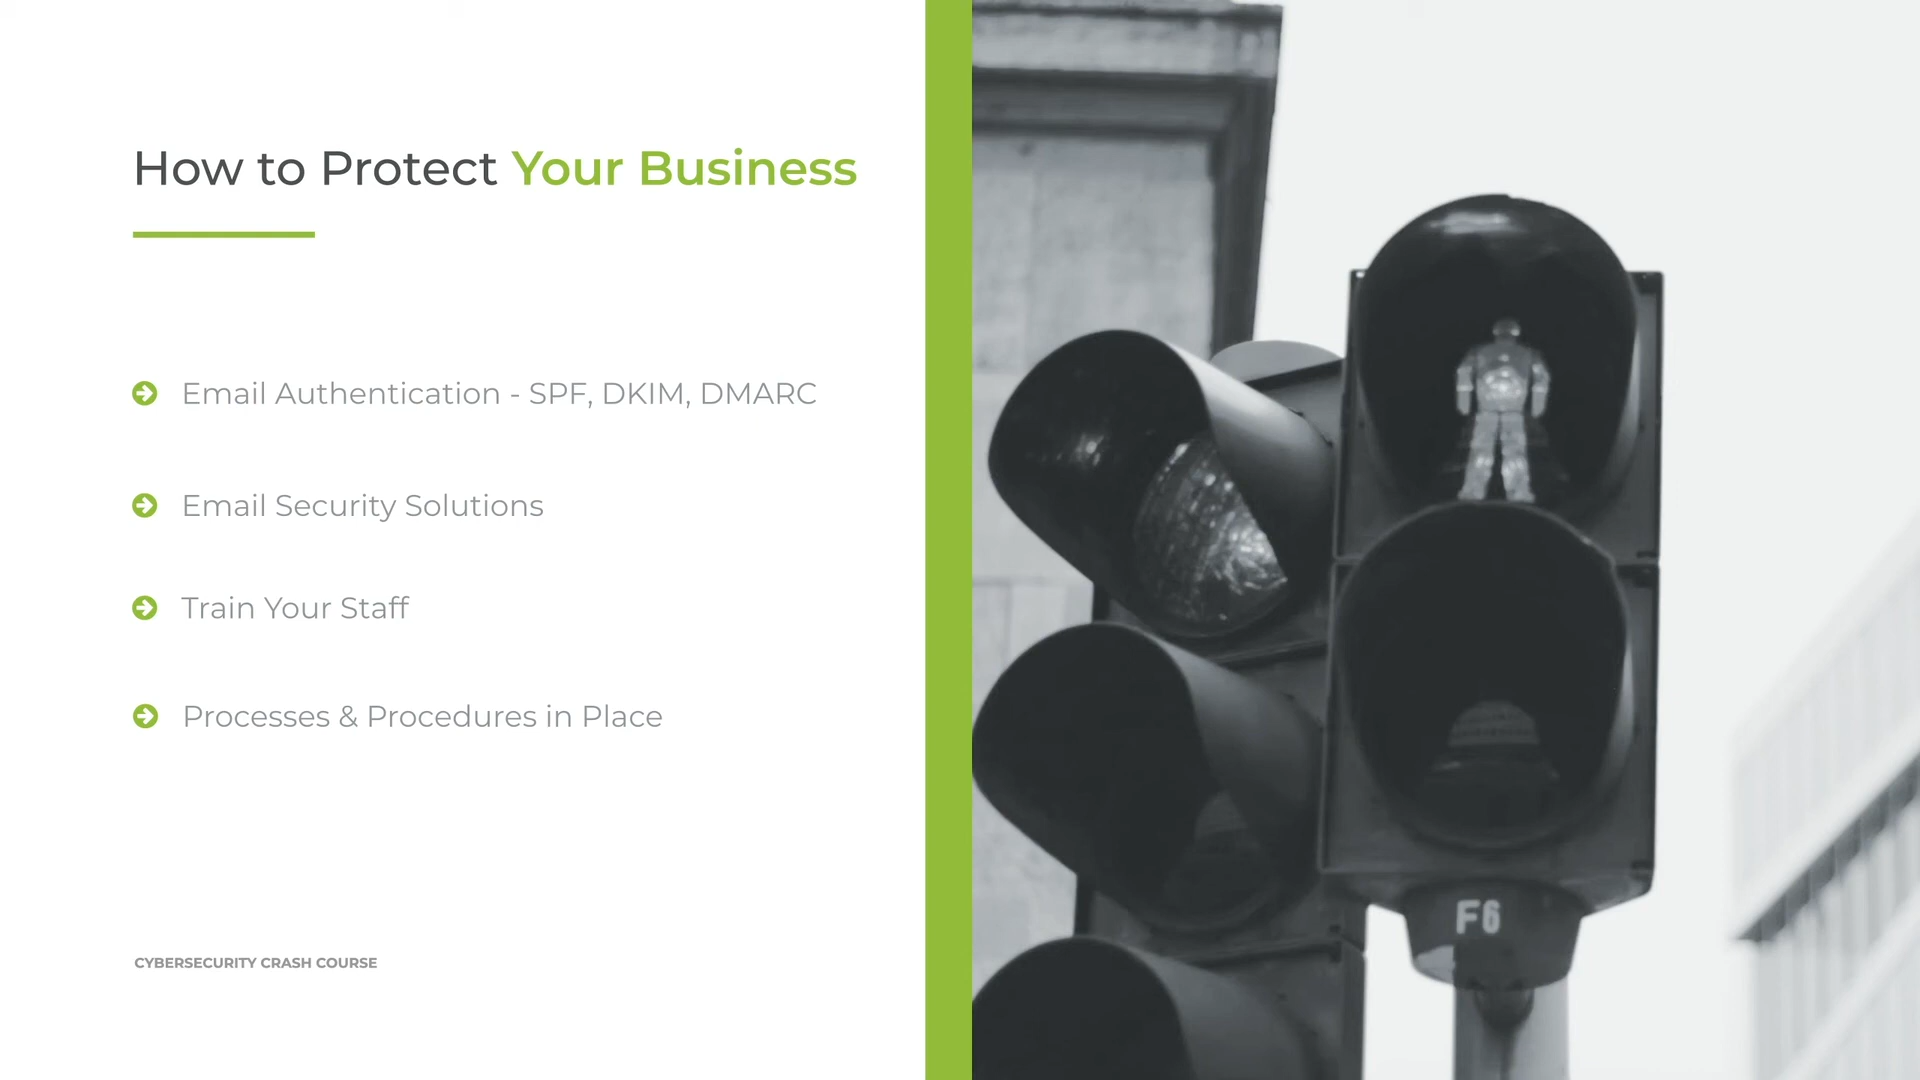 How to Protect Your Business
Email Authentication - SPF, DKIM, DMARC
Email Security Solutions
Train Your Staff
Processes & Procedures in Place
CYBERSECURITY CRASH COURSE
F6